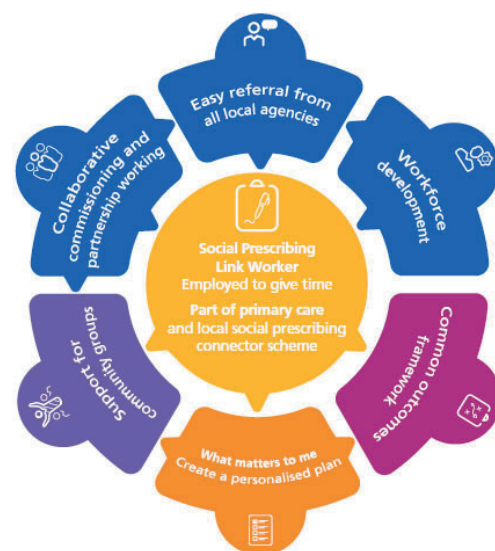 Easy referral from
all local agencies
Workforce
development
Common outcomes
framework
What matters to me
Create a personalised plan
Support for
community groups
Collaborative
commissioning and
partnership working
Social Prescribing
Link Worker
Employed to give time
Part of primary care
and local social prescribing
connector scheme